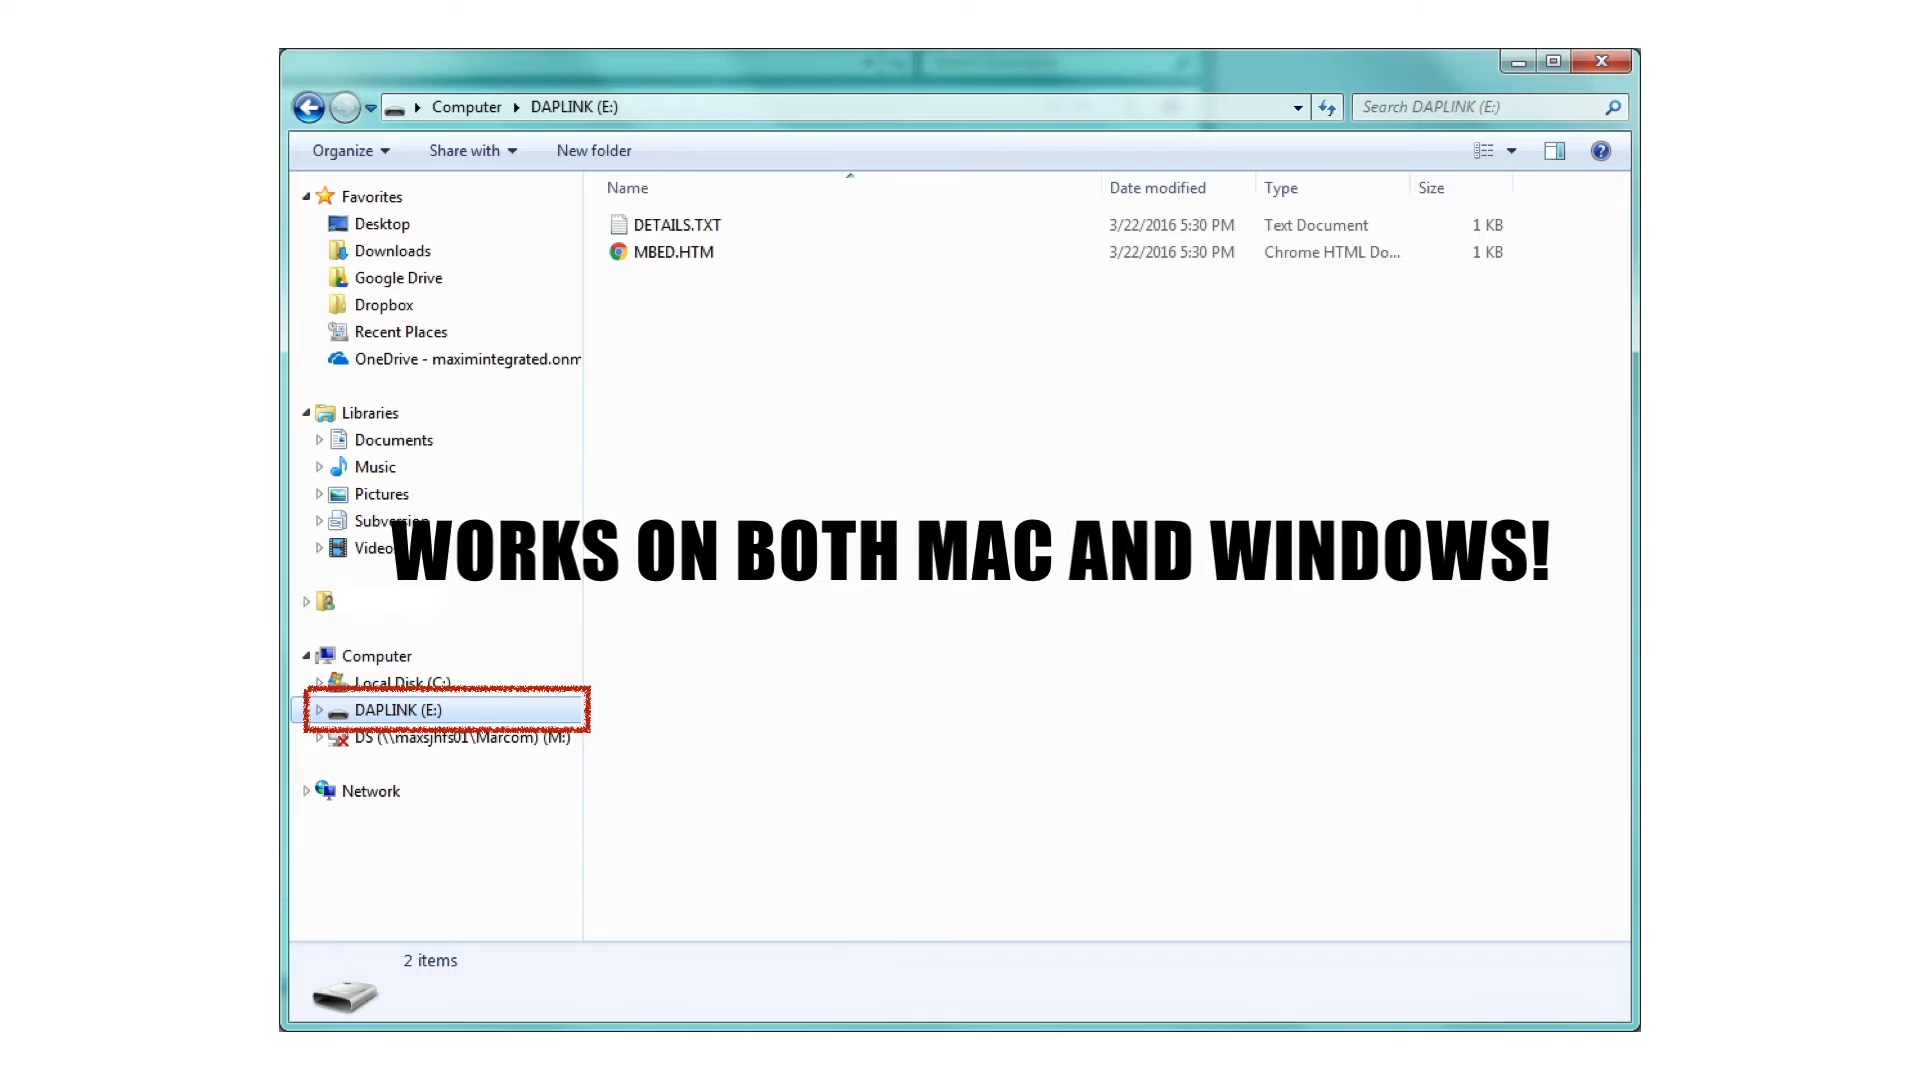 Computer DAPLINK (E:)
Search DAPLINK (E:)
Organize Share with New folder
Name Date modified Type Size
DETAILS.TXT 3/22/2016 5:30 PM Text Document 1 KB
MBED.HTM 3/22/2016 5:30 PM Chrome HTML Do... 1 KB
Favorites
Desktop
Downloads
Google Drive
Dropbox
Recent Places
OneDrive - maximintegrated.onm
Libraries
Documents
Music
Pictures
Subversion
Video
WORKS ON BOTH MAC AND WINDOWS!
Computer
Local Disk (C:)
DAPLINK (E:)
DS (\\maxsjhfs01\Marcom) (M:)
Network
2 items